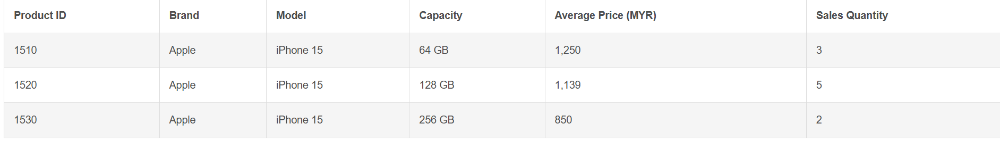 Product ID Brand Model Capacity Average Price (MYR) Sales Quantity
1510 Apple iPhone 15 64 GB 1,250 3
1520 Apple iPhone 15 128 GB 1,139 5
1530 Apple iPhone 15 256 GB 850 2